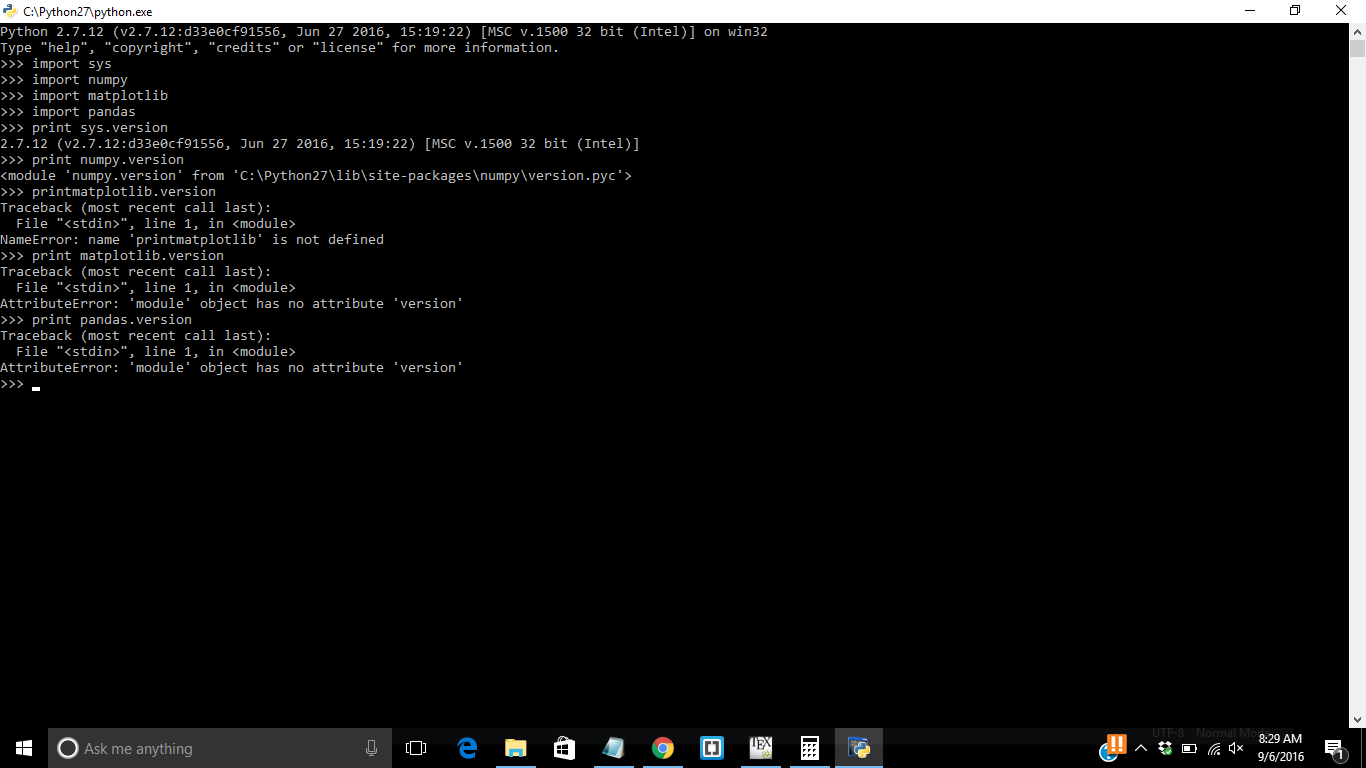 C:\Python27\python.exe
Python 2.7.12 (v2.7.12:d33e0cf91556, Jun 27 2016, 15:19:22) [MSC v.1500 32 bit (Intel)] on win32
Type "help", "copyright", "credits" or "license" for more information.
>>> import sys
>>> import numpy
>>> import matplotlib
>>> import pandas
>>> print sys.version
2.7.12 (v2.7.12:d33e0cf91556, Jun 27 2016, 15:19:22) [MSC v.1500 32 bit (Intel)]
>>> print numpy.version
<module 'numpy.version' from 'C:\Python27\lib\site-packages\numpy\version.pyc'>
>>> printmatplotlib.version
Traceback (most recent call last):
  File "<stdin>", line 1, in <module>
NameError: name 'printmatplotlib' is not defined
>>> print matplotlib.version
Traceback (most recent call last):
  File "<stdin>", line 1, in <module>
AttributeError: 'module' object has no attribute 'version'
>>> print pandas.version
Traceback (most recent call last):
  File "<stdin>", line 1, in <module>
AttributeError: 'module' object has no attribute 'version'
>>>
UTF-8 Normal
Ask me anything
TEX
8:29 AM
9/6/2016
1